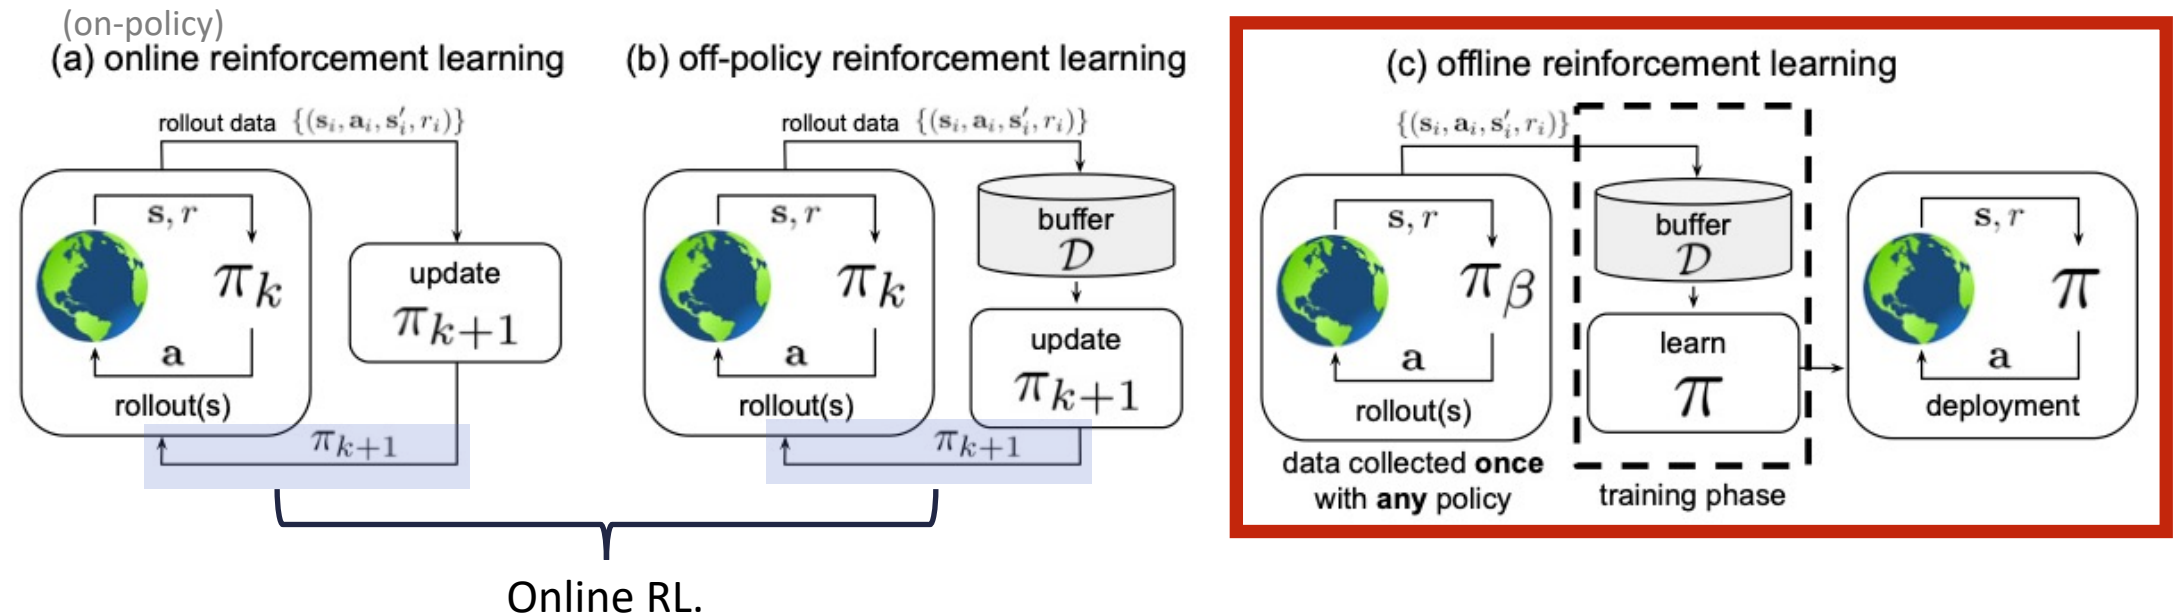 (on-policy)
(a) online reinforcement learning
rollout data {(s_i, a_i, s'_i, r_i)}
s, r
π_k
a
rollout(s)
update
π_{k+1}
π_{k+1}
(b) off-policy reinforcement learning
rollout data {(s_i, a_i, s'_i, r_i)}
s, r
π_k
a
rollout(s)
buffer
D
update
π_{k+1}
π_{k+1}
Online RL.
(c) offline reinforcement learning
{(s_i, a_i, s'_i, r_i)}
s, r
π_β
a
rollout(s)
data collected once
with any policy
buffer
D
learn
π
training phase
s, r
π
a
deployment